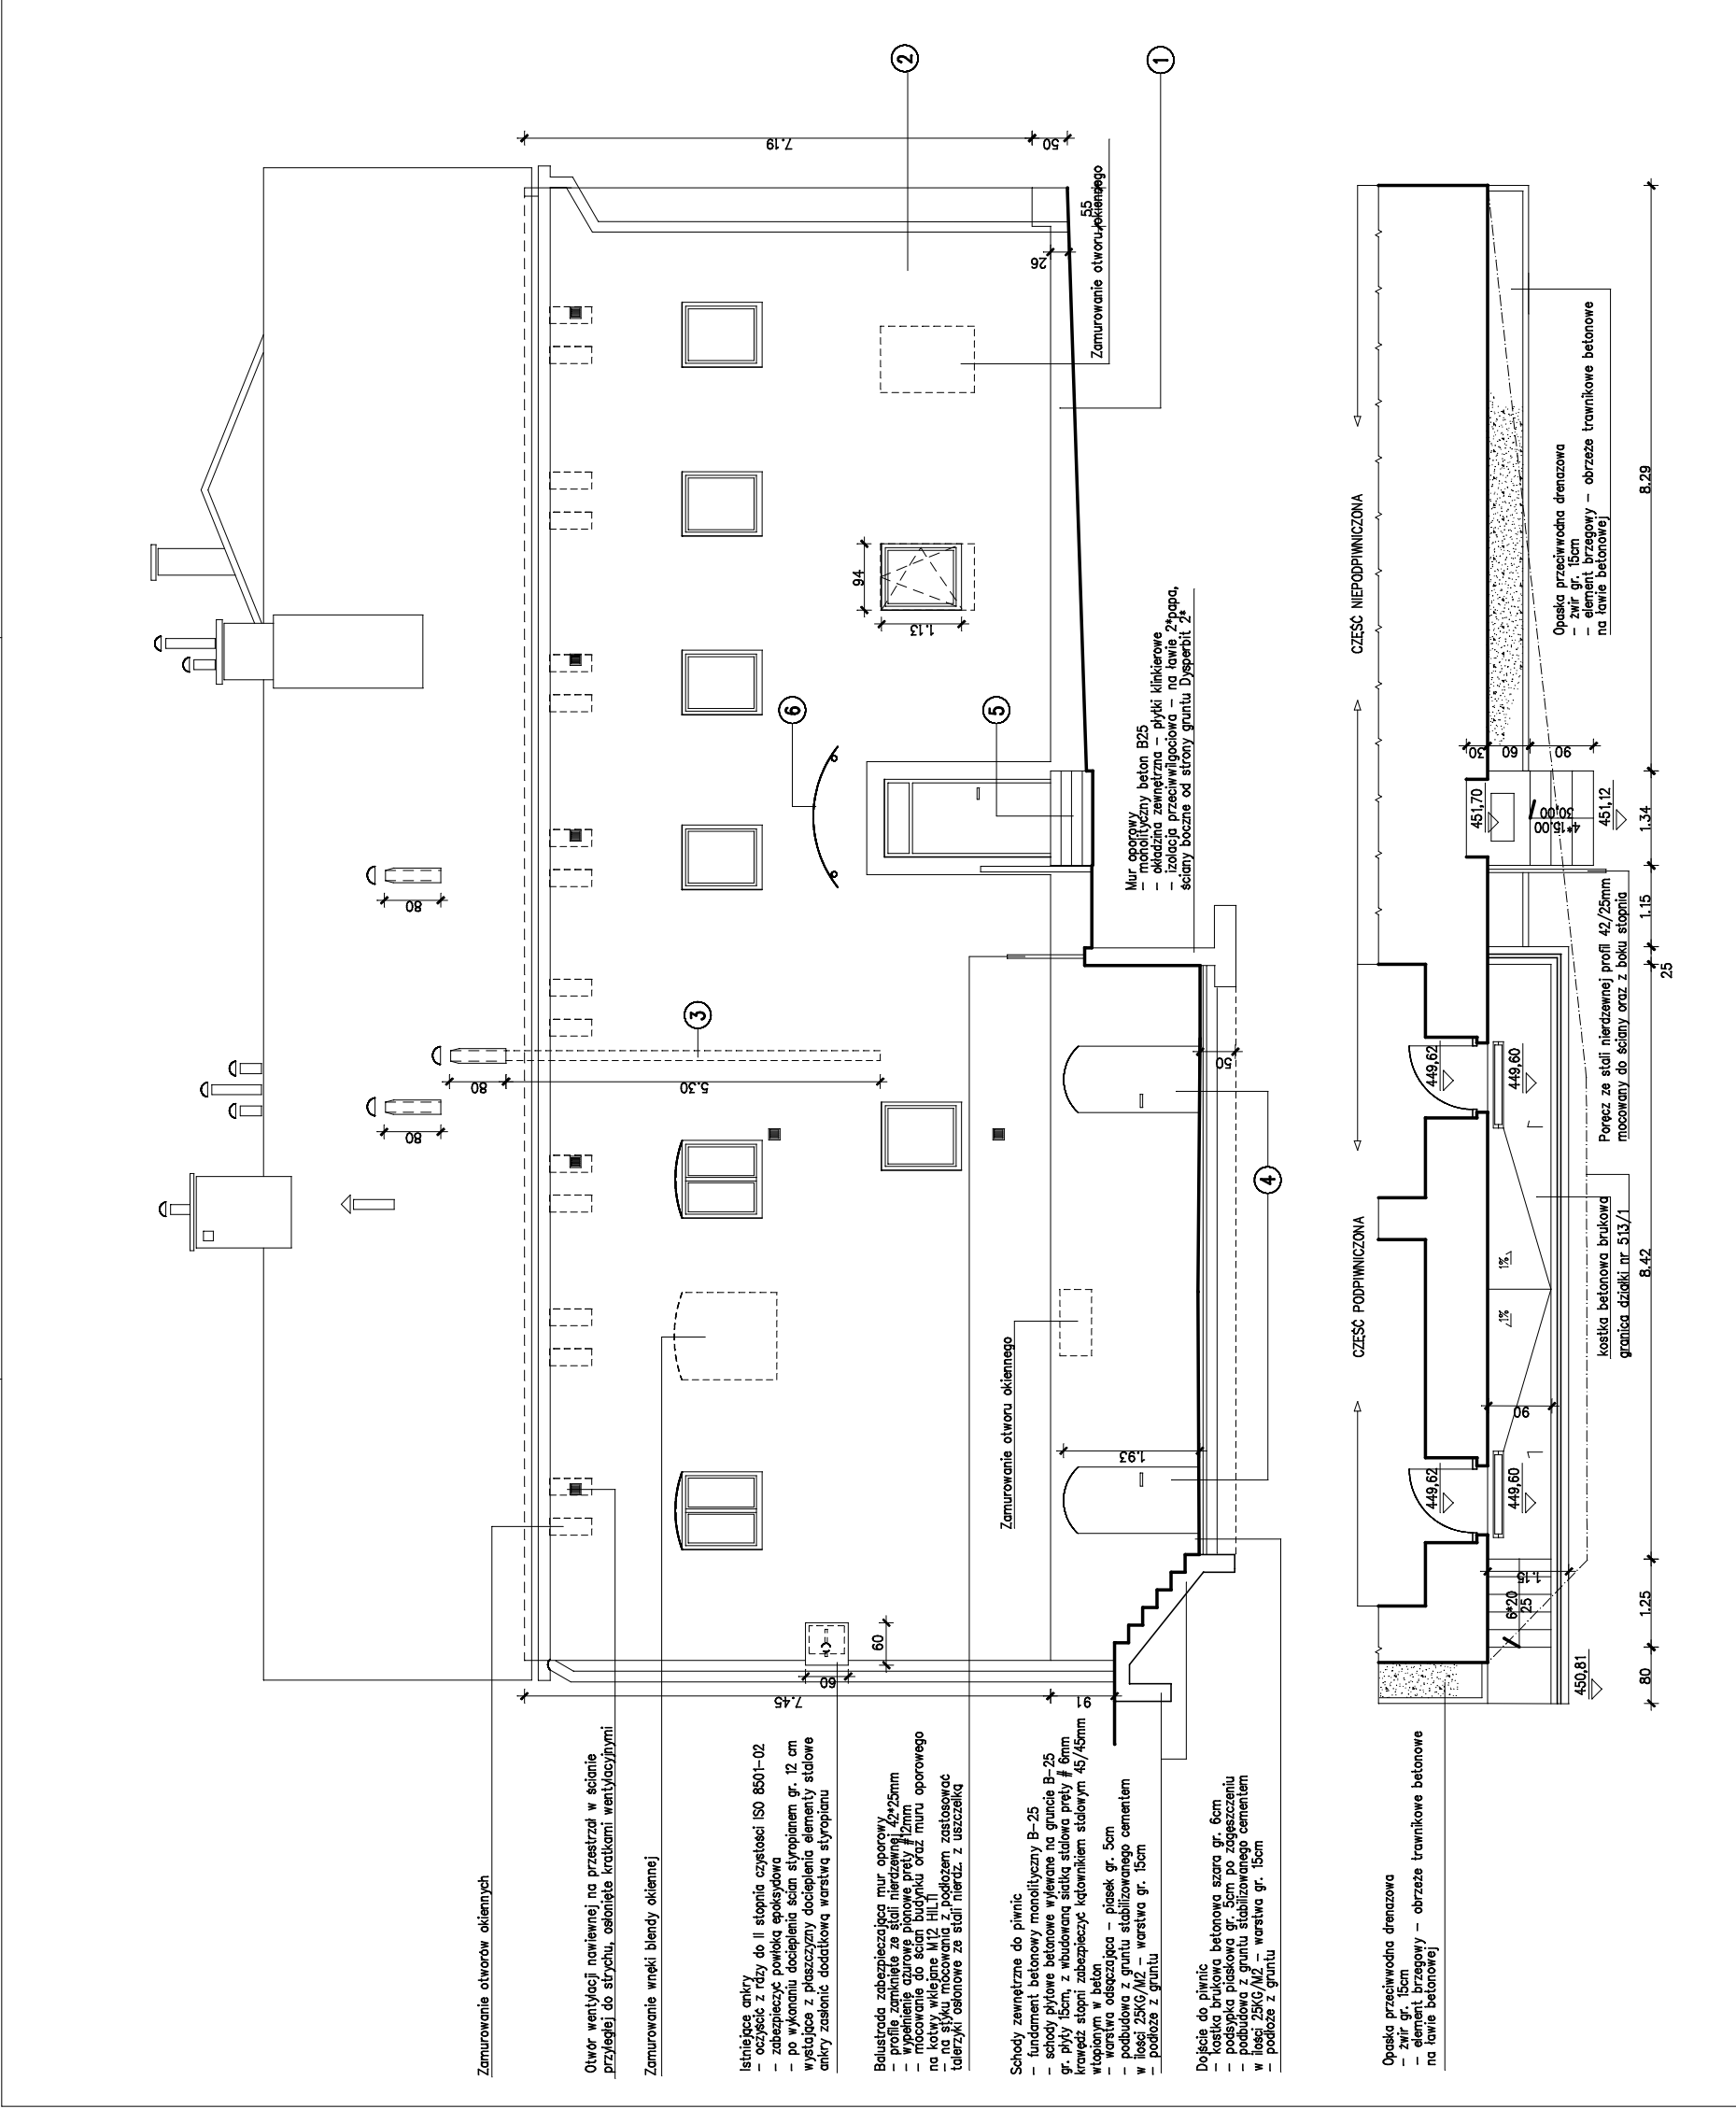 Zamurowanie otworów okiennych
Otwór wentylacji nawiewnej na przestrzał w ścianie
przyległej do strychu, osłonięte kratkami wentylacyjnymi
Zamurowanie wnęki blendy okiennej
Istniejące ankry
– oczyścić z rdzy do II stopnia czystości ISO 8501–02
– zabezpieczyć powłoką epoksydową
– po wykonaniu docieplenia ścian styropianem gr. 12 cm
wystające z płaszczyzny docieplenia elementy stalowe
ankry zasłonić dodatkową warstwą styropianu
Balustrada zabezpieczająca mur oporowy
– profile zamknięte ze stali nierdzewnej 42*25mm
– wypełnienie ażurowe pionowe pręty #12mm
– mocowanie do ścian budynku oraz muru oporowego
na kotwy wklejane M12 HILTI
– na styku mocowania z podłożem zastosować
talerzyki osłonowe ze stali nierdz. z uszczelką
Schody zewnętrzne do piwnic
– fundament betonowy monolityczny B–25
– schody płytowe betonowe wylewane na gruncie B–25
gr. płyty 15cm, z wbudowaną siatką stalową pręty # 6mm
krawędź stopni zabezpieczyć kątownikiem stalowym 45/45mm
wtopionym w beton
– warstwa odsączająca – piasek gr. 5cm
– podbudowa z gruntu stabilizowanego cementem
w ilości 25KG/M2 – warstwa gr. 15cm
– podłoże z gruntu
Dojście do piwnic
– kostka brukowa betonowa szara gr. 6cm
– podsypka piaskowa gr. 5cm po zagęszczeniu
– podbudowa z gruntu stabilizowanego cementem
w ilości 25KG/M2 – warstwa gr. 15cm
– podłoże z gruntu
Opaska przeciwwodna drenażowa
– żwir gr. 15cm
– element brzegowy – obrzeże trawnikowe betonowe
na ławie betonowej
7.45
91
60
60
80
80
80
5.30
3
Zamurowanie otworu okiennego
1.93
50
4
94
1.13
6
5
Mur oporowy
– monolityczny beton B25
– okładzina zewnętrzna – płytki klinkierowe
– izolacja przeciwwilgociowa – na ławie 2*papa,
ściany boczne od strony gruntu Dysperbit 2*
7.19
50
55
26
Zamurowanie otworu okiennego
2
1
CZĘŚĆ PODPIWNICZONA
CZĘŚĆ NIEPODPIWNICZONA
449,62
449,60
449,62
449,60
450,81
6*20
25
1.15
90
1%
1%
451,70
451,12
4*15.00
30,00
30
60
90
kostka betonowa brukowa
granica działki nr 513/1
Poręcz ze stali nierdzewnej profil 42/25mm
mocowany do ściany oraz z boku stopnia
Opaska przeciwwodna drenażowa
– żwir gr. 15cm
– element brzegowy – obrzeże trawnikowe betonowe
na ławie betonowej
80
1.25
8.42
25
1.15
1.34
8.29